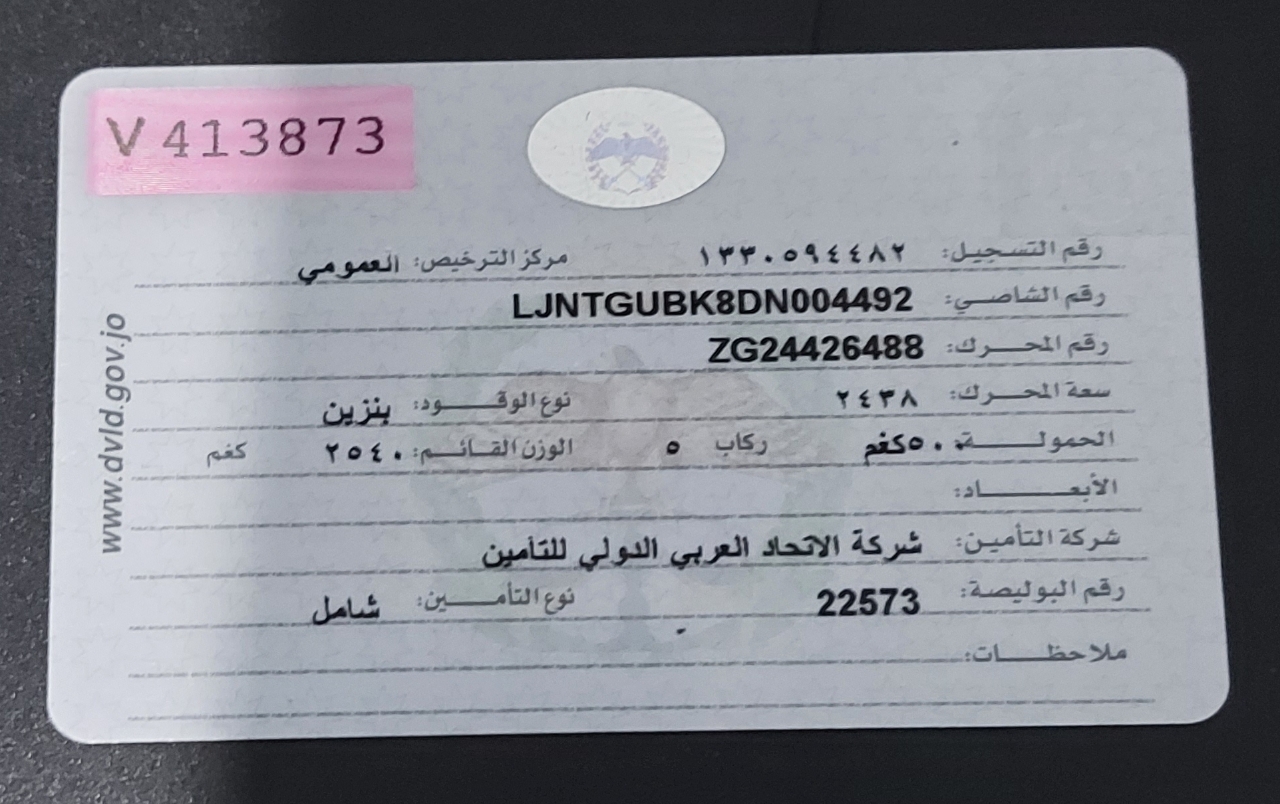 V 413873
رقم التسجيل: ١٣٣٠٥٩٤٤٨٢ مركز الترخيص: العمومي
رقم الشاصي: LJNTGUBK8DN004492
رقم المحرك: ZG24426488
سعة المحرك: ٢٤٣٨ نوع الوقود: بنزين
الحمولة: ٥٠٠كغم ركاب ٥ الوزن القائم: ٢٥٤٠ كغم
الأبعاد:
شركة التأمين: شركة الاتحاد العربي الدولي للتأمين
رقم البوليصة: 22573 نوع التأمين: شامل
ملاحظات:
www.dvld.gov.jo